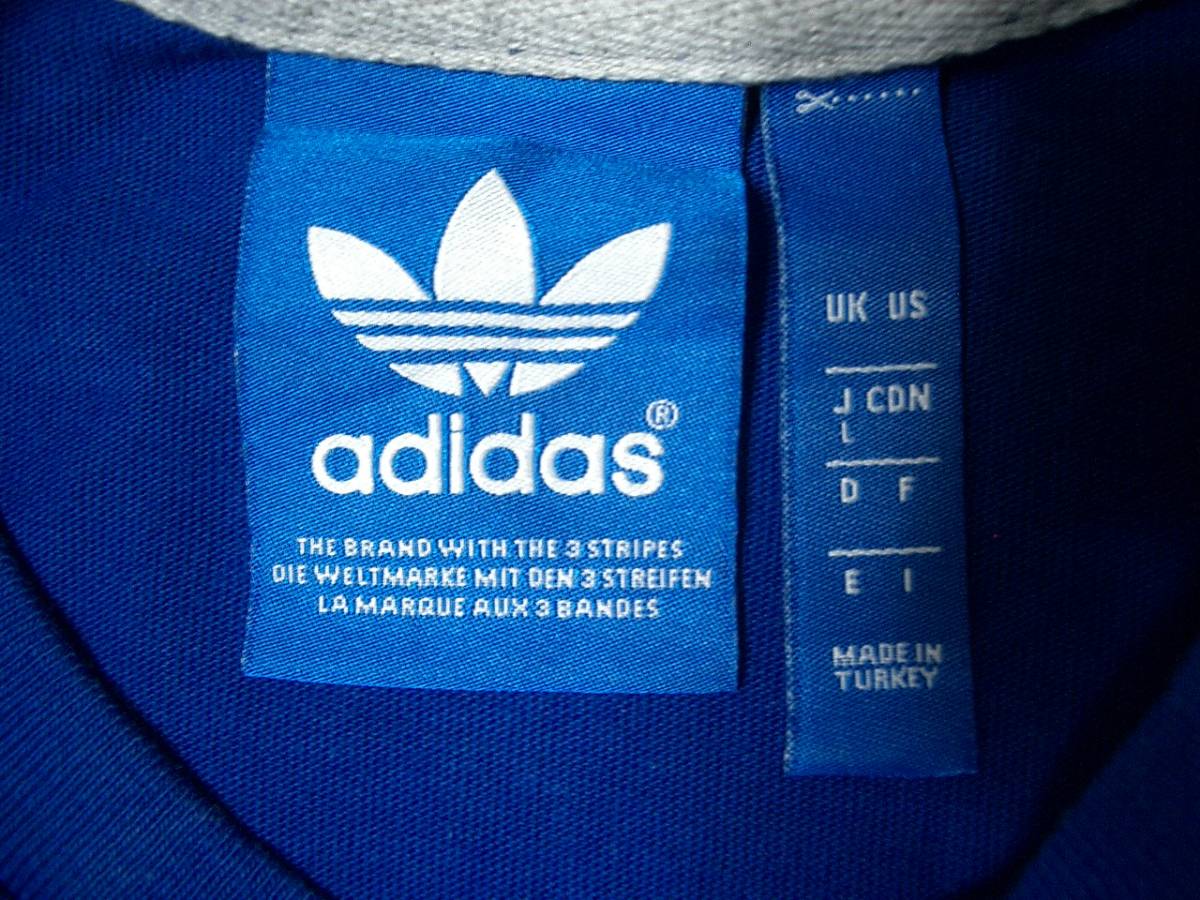 adidas®
THE BRAND WITH THE 3 STRIPES
DIE WELTMARKE MIT DEN 3 STREIFEN
LA MARQUE AUX 3 BANDES
UK US
J CDN
L
D F
E I
MADE IN
TURKEY